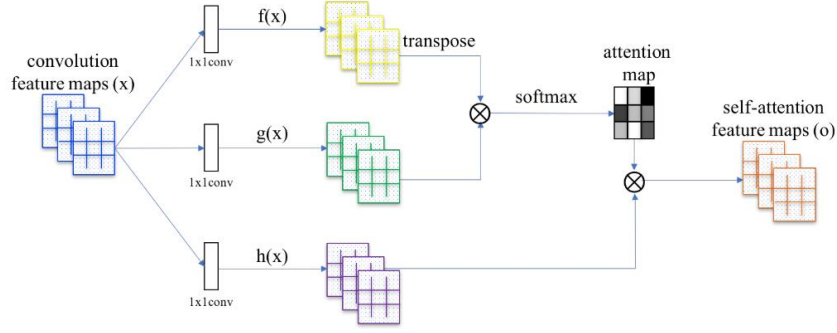 convolution
feature maps (x)
1x1conv
f(x)
transpose
1x1conv
g(x)
1x1conv
h(x)
softmax
attention
map
self-attention
feature maps (o)